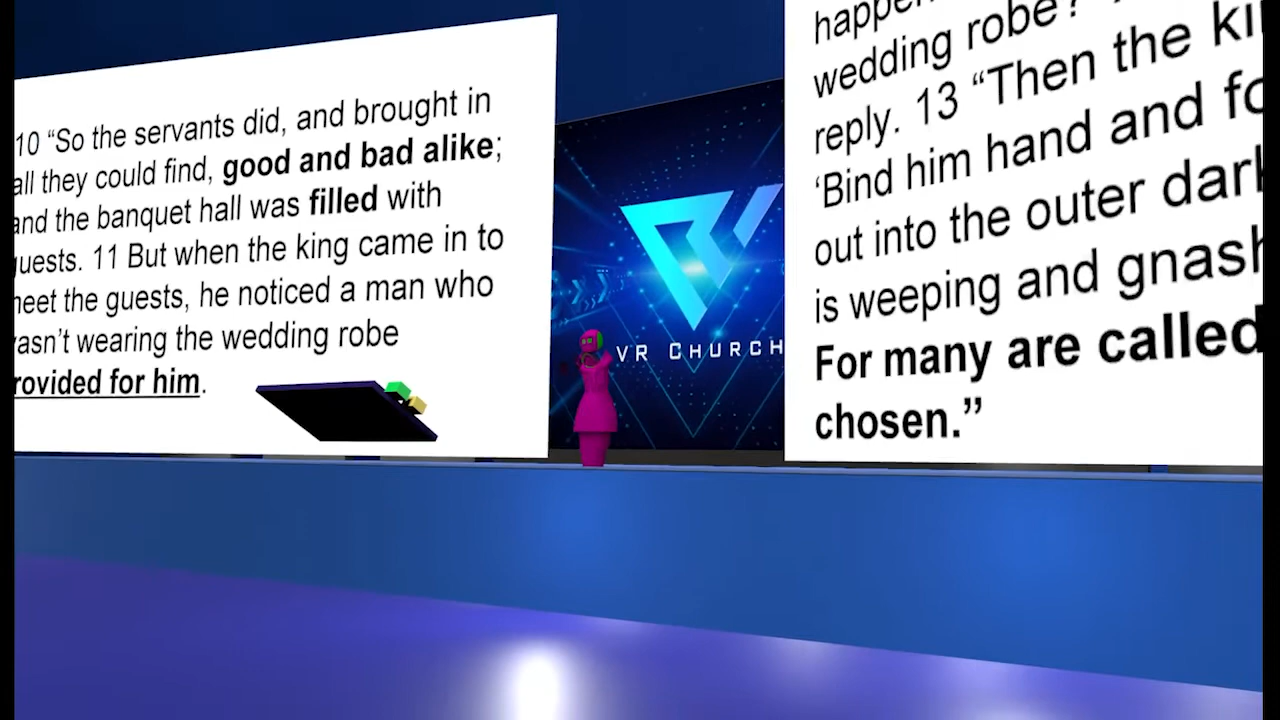 10 “So the servants did, and brought in
all they could find, good and bad alike;
and the banquet hall was filled with
guests. 11 But when the king came in to
meet the guests, he noticed a man who
wasn’t wearing the wedding robe
provided for him.
VR CHURCH
wedding robe?
reply. 13 “Then the
‘Bind him hand and
out into the outer
is weeping and
For many are called
chosen.”